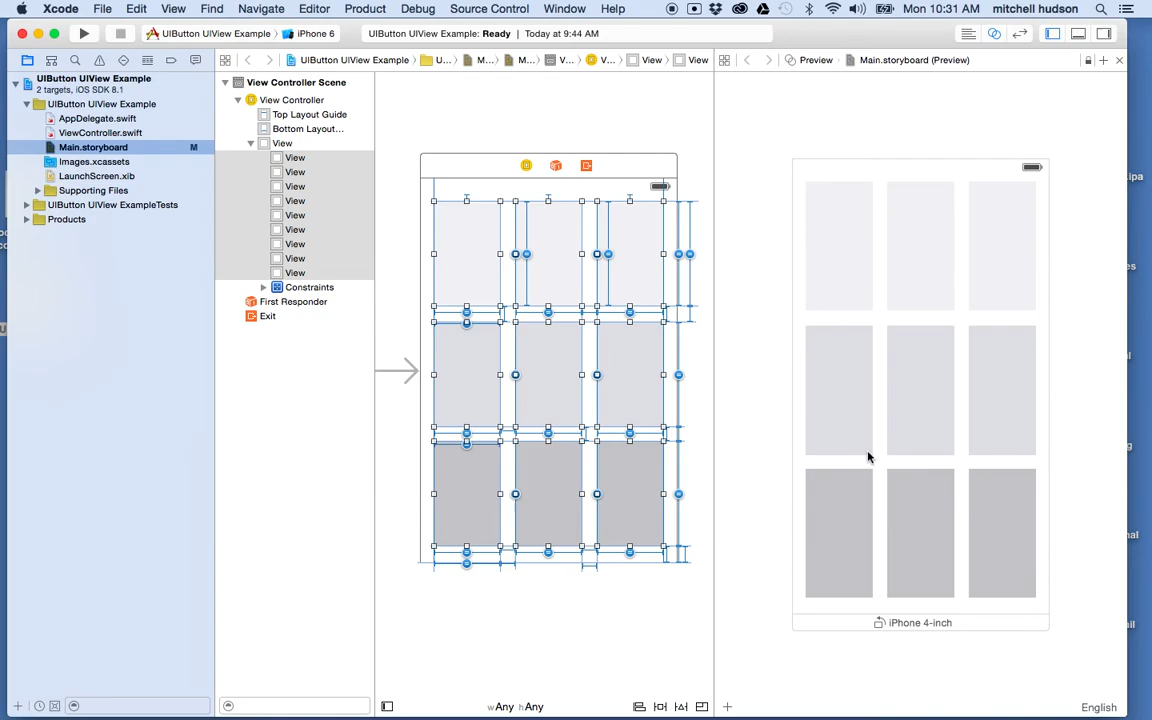 Xcode File Edit View Find Navigate Editor Product Debug Source Control Window Help Mon 10:31 AM mitchell hudson
UIButton UIView Example iPhone 6 UIButton UIView Example: Ready Today at 9:44 AM
UIButton UIView Example U... M... M... V... V... View View Preview Main.storyboard (Preview)
UIButton UIView Example
2 targets, iOS SDK 8.1
UIButton UIView Example
AppDelegate.swift
ViewController.swift
Main.storyboard M
Images.xcassets
LaunchScreen.xib
Supporting Files
UIButton UIView ExampleTests
Products
View Controller Scene
View Controller
Top Layout Guide
Bottom Layout...
View
View
View
View
View
View
View
View
View
View
Constraints
First Responder
Exit
iPhone 4-inch
wAny hAny
English
.ipa